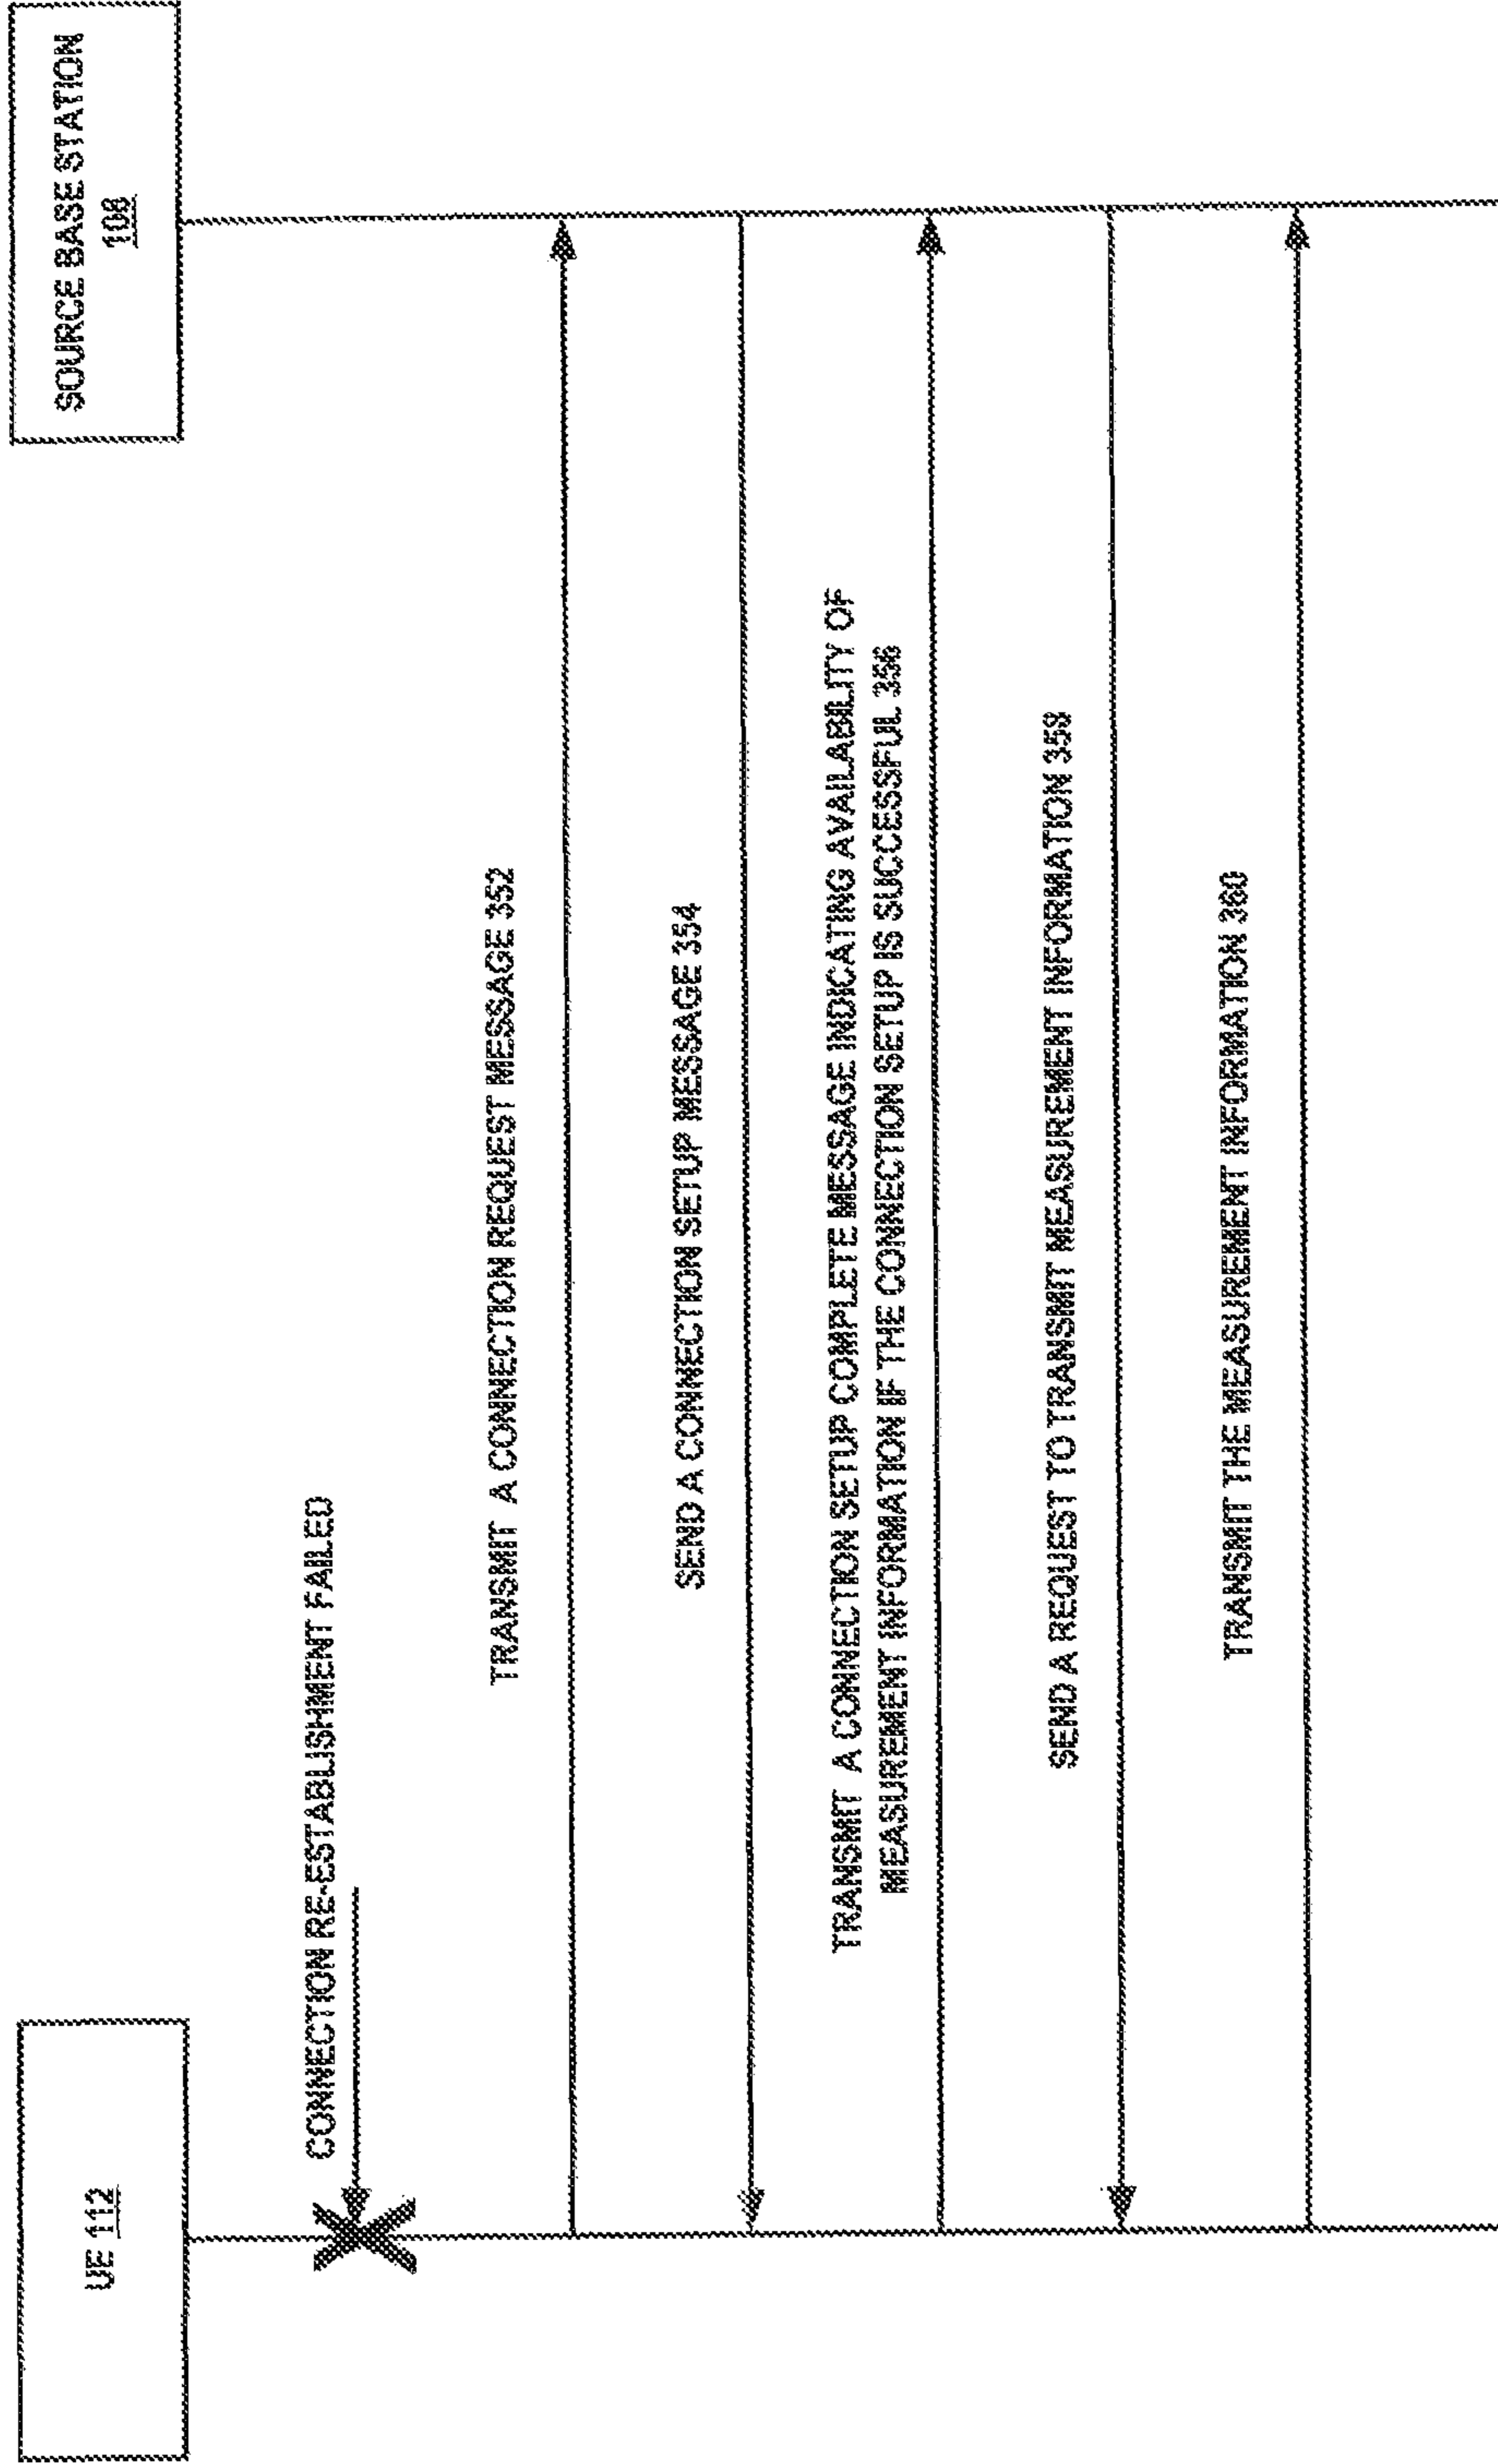 UE 112
SOURCE BASE STATION
108
CONNECTION RE-ESTABLISHMENT FAILED
TRANSMIT A CONNECTION REQUEST MESSAGE 352
SEND A CONNECTION SETUP MESSAGE 354
TRANSMIT A CONNECTION SETUP COMPLETE MESSAGE INDICATING AVAILABILITY OF
MEASUREMENT INFORMATION IF THE CONNECTION SETUP IS SUCCESSFUL 356
SEND A REQUEST TO TRANSMIT MEASUREMENT INFORMATION 358
TRANSMIT THE MEASUREMENT INFORMATION 360